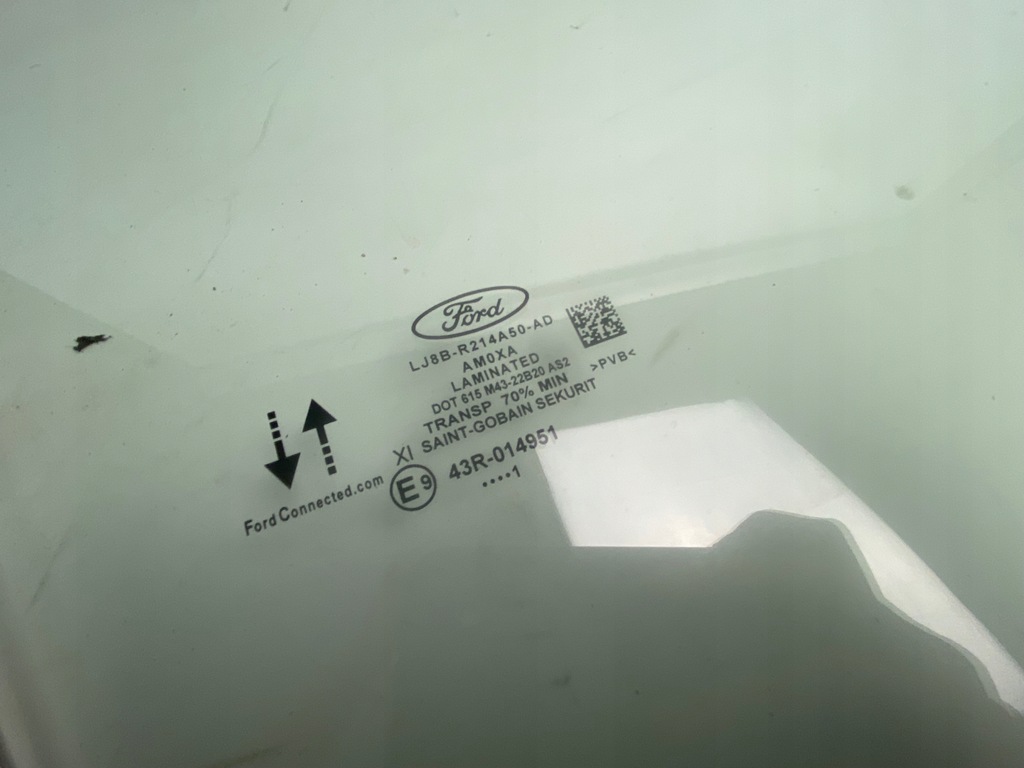 Ford
LJ8B-R214A50-AD
AM0XA
LAMINATED
DOT 615 M43-22B20 AS2
TRANSP 70% MIN
>PVB<
XI SAINT-GOBAIN SEKURIT
E9 43R-014951
....1
FordConnected.com